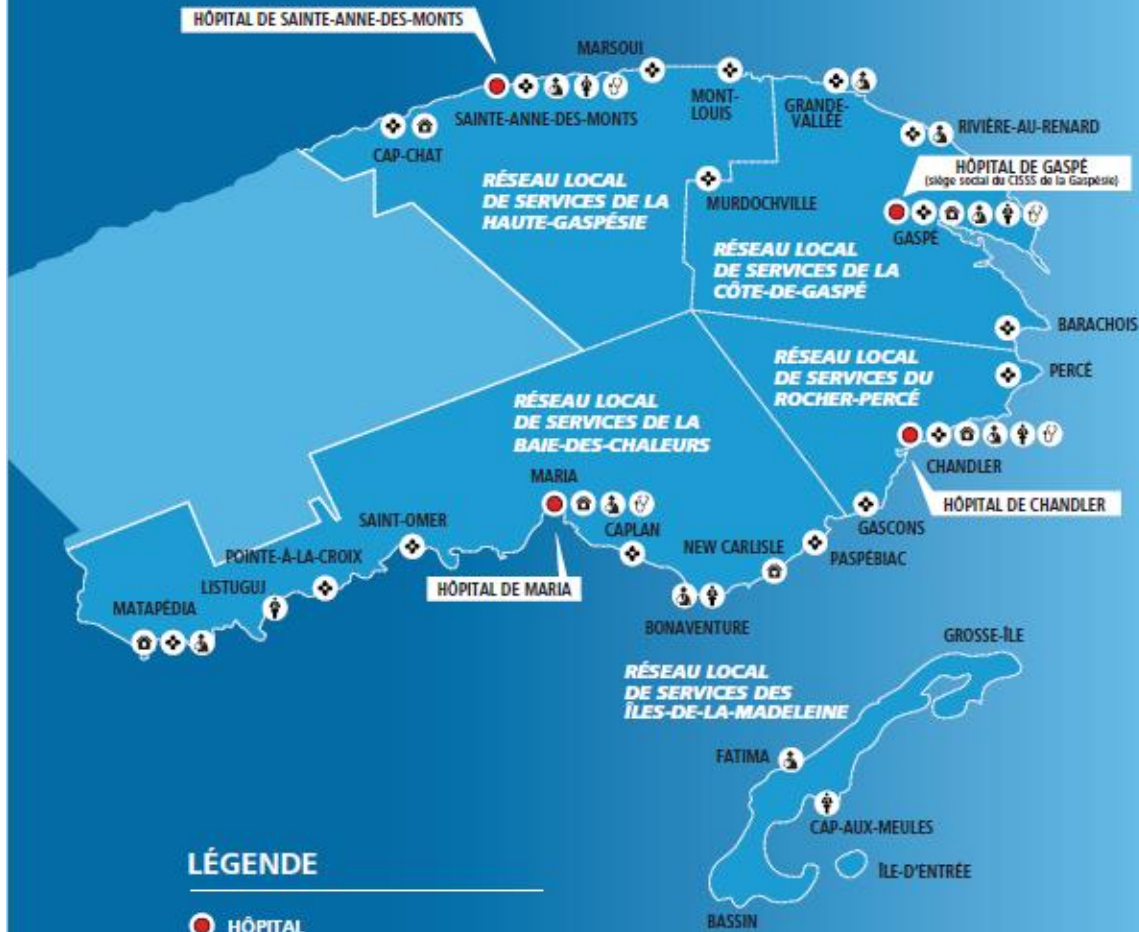 HÔPITAL DE SAINTE-ANNE-DES-MONTS
MARSOUI
MONT-
LOUIS
GRANDE-
VALLÉE
SAINTE-ANNE-DES-MONTS
RIVIÈRE-AU-RENARD
CAP-CHAT
HÔPITAL DE GASPÉ
(siège social du CISSS de la Gaspésie)
RÉSEAU LOCAL
DE SERVICES DE LA
HAUTE-GASPÉSIE
MURDOCHVILLE
GASPÉ
RÉSEAU LOCAL
DE SERVICES DE LA
CÔTE-DE-GASPÉ
BARACHOIS
RÉSEAU LOCAL
DE SERVICES DU
ROCHER-PERCÉ
PERCÉ
RÉSEAU LOCAL
DE SERVICES DE LA
BAIE-DES-CHALEURS
CHANDLER
MARIA
HÔPITAL DE CHANDLER
GASCONS
SAINT-OMER
CAPLAN
NEW CARLISLE
PASPÉBIAC
POINTE-À-LA-CROIX
LISTUGUJ
HÔPITAL DE MARIA
MATAPÉDIA
BONAVENTURE
GROSSE-ÎLE
RÉSEAU LOCAL
DE SERVICES DES
ÎLES-DE-LA-MADELEINE
FATIMA
CAP-AUX-MEULES
ÎLE-D'ENTRÉE
BASSIN
LÉGENDE
HÔPITAL